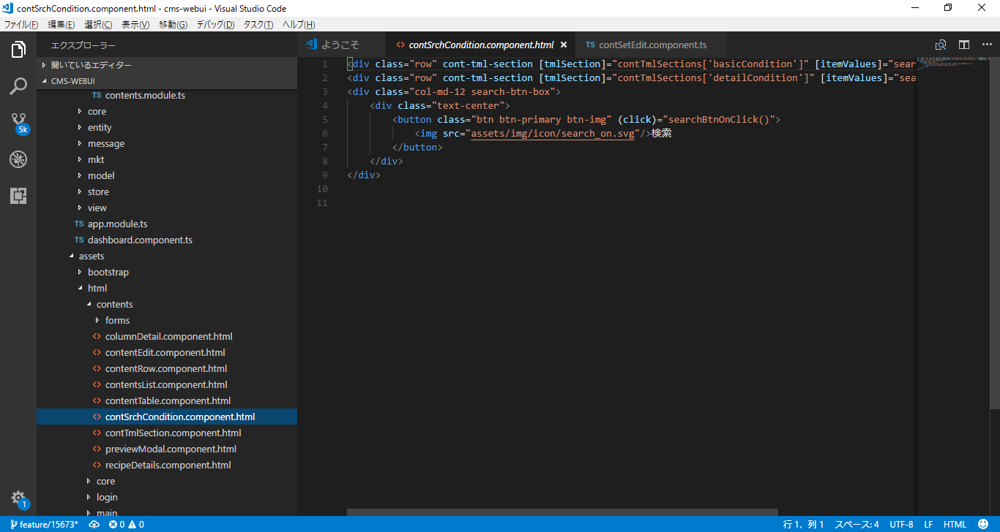 contSrchCondition.component.html - cms-webui - Visual Studio Code
ファイル(F) 編集(E) 選択(C) 表示(V) 移動(G) デバッグ(D) タスク(T) ヘルプ(H)
エクスプローラー
開いているエディター
CMS-WEBUI
TS contents.module.ts
core
entity
message
mkt
model
store
view
TS app.module.ts
TS dashboard.component.ts
assets
bootstrap
html
contents
forms
<> columnDetail.component.html
<> contentEdit.component.html
<> contentRow.component.html
<> contentsList.component.html
<> contentTable.component.html
<> contSrchCondition.component.html
<> contTmlSection.component.html
<> previewModal.component.html
<> recipeDetails.component.html
core
login
main
5k
1
ようこそ
<> contSrchCondition.component.html ×
TS contSetEdit.component.ts
1 <div class="row" cont-tml-section [tmlSection]="contTmlSections['basicCondition']" [itemValues]="sear
2 <div class="row" cont-tml-section [tmlSection]="contTmlSections['detailCondition']" [itemValues]="sea
3 <div class="col-md-12 search-btn-box">
4 <div class="text-center">
5 <button class="btn btn-primary btn-img" (click)="searchBtnOnClick()">
6 <img src="assets/img/icon/search_on.svg"/>検索
7 </button>
8 </div>
9 </div>
10
11
feature/15673* 0 0 行 1、列 1 スペース: 4 UTF-8 LF HTML